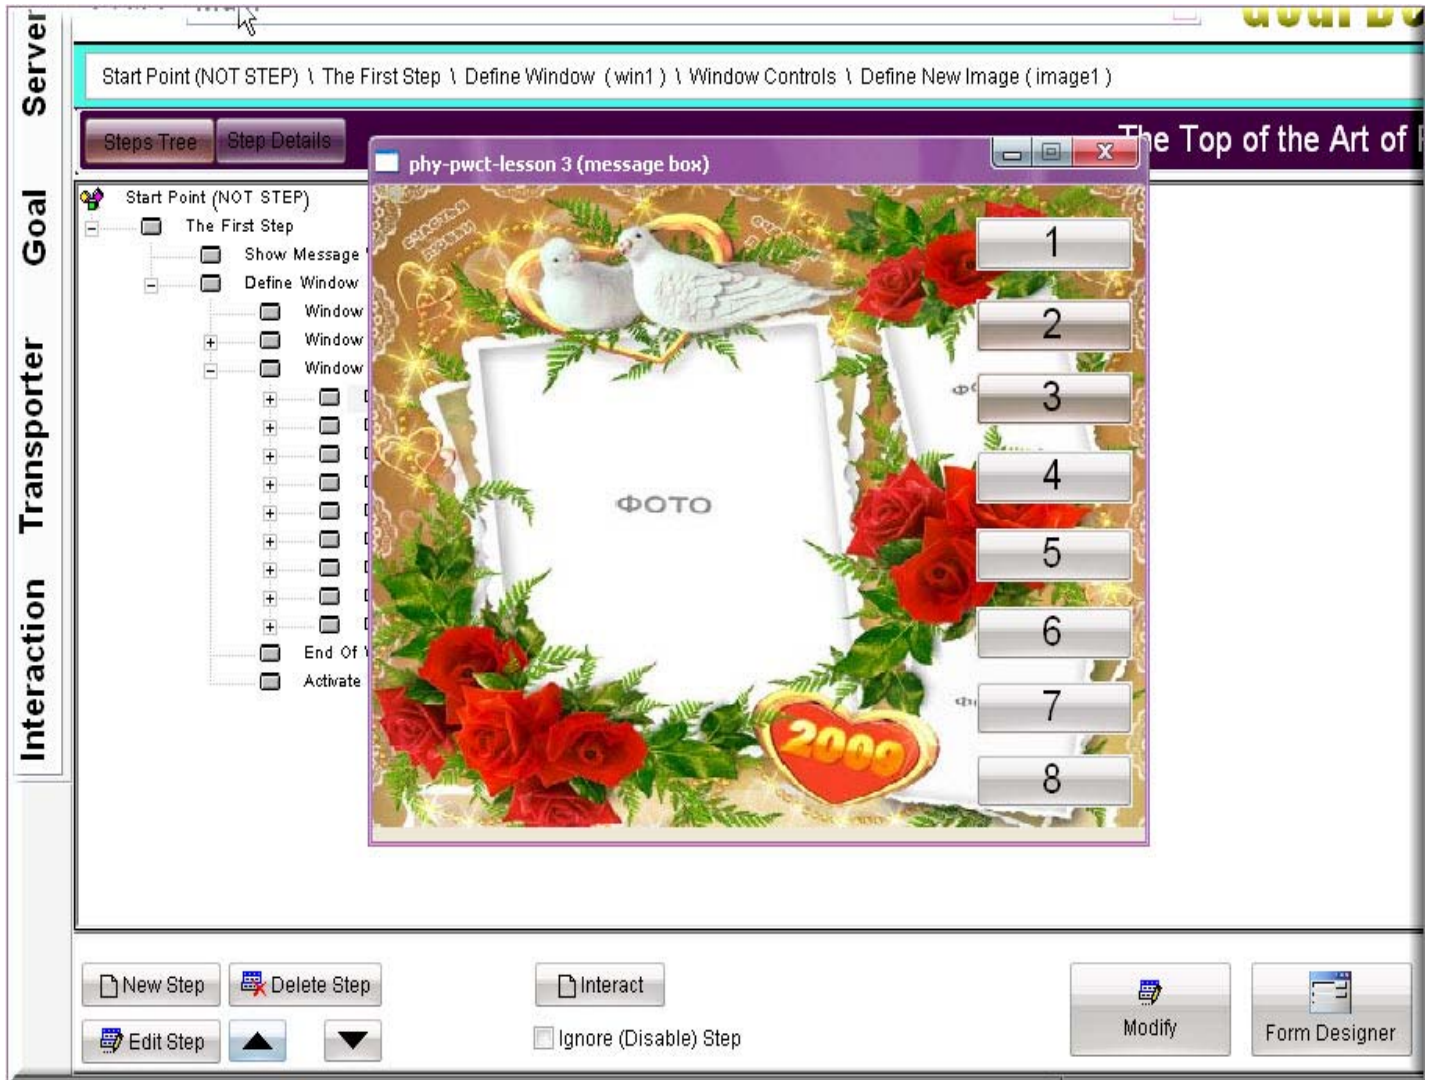 Server
Goal
Transporter
Interaction
Start Point (NOT STEP) \ The First Step \ Define Window ( win1 ) \ Window Controls \ Define New Image ( image1 )
Steps Tree
Step Details
The Top of the Art of
Start Point (NOT STEP)
The First Step
Show Message
Define Window
Window
Window
Window
End Of
Activate
phy-pwct-lesson 3 (message box)
СЧАСТЬЯ
ЛЮБВИ
ФОТО
2009
1
2
3
4
5
6
7
8
New Step
Delete Step
Interact
Edit Step
Ignore (Disable) Step
Modify
Form Designer